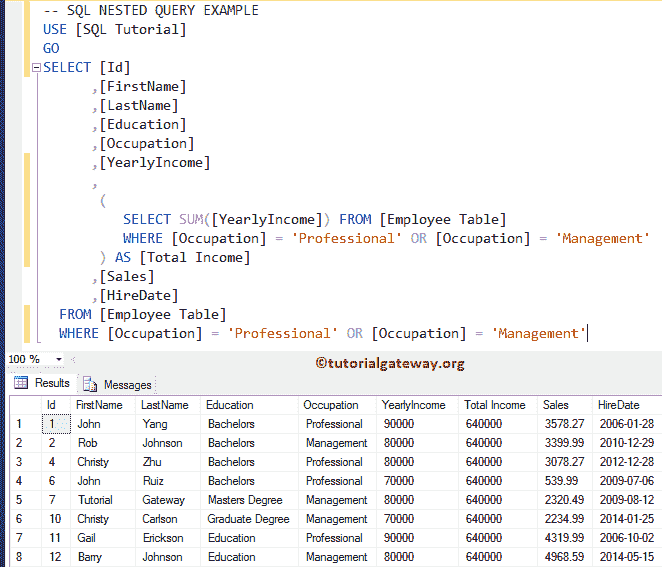 -- SQL NESTED QUERY EXAMPLE
USE [SQL Tutorial]
GO
SELECT [Id]
,[FirstName]
,[LastName]
,[Education]
,[Occupation]
,[YearlyIncome]
,
(
SELECT SUM([YearlyIncome]) FROM [Employee Table]
WHERE [Occupation] = 'Professional' OR [Occupation] = 'Management'
) AS [Total Income]
,[Sales]
,[HireDate]
FROM [Employee Table]
WHERE [Occupation] = 'Professional' OR [Occupation] = 'Management'
100 %
©tutorialgateway.org
Results Messages
Id FirstName LastName Education Occupation YearlyIncome Total Income Sales HireDate
1 1 John Yang Bachelors Professional 90000 640000 3578.27 2006-01-28
2 2 Rob Johnson Bachelors Management 80000 640000 3399.99 2010-12-29
3 4 Christy Zhu Bachelors Professional 80000 640000 3078.27 2012-12-28
4 6 John Ruiz Bachelors Professional 70000 640000 539.99 2009-07-06
5 7 Tutorial Gateway Masters Degree Management 80000 640000 2320.49 2009-08-12
6 10 Christy Carlson Graduate Degree Management 70000 640000 2234.99 2014-01-25
7 11 Gail Erickson Education Professional 90000 640000 4319.99 2006-10-02
8 12 Barry Johnson Education Management 80000 640000 4968.59 2014-05-15